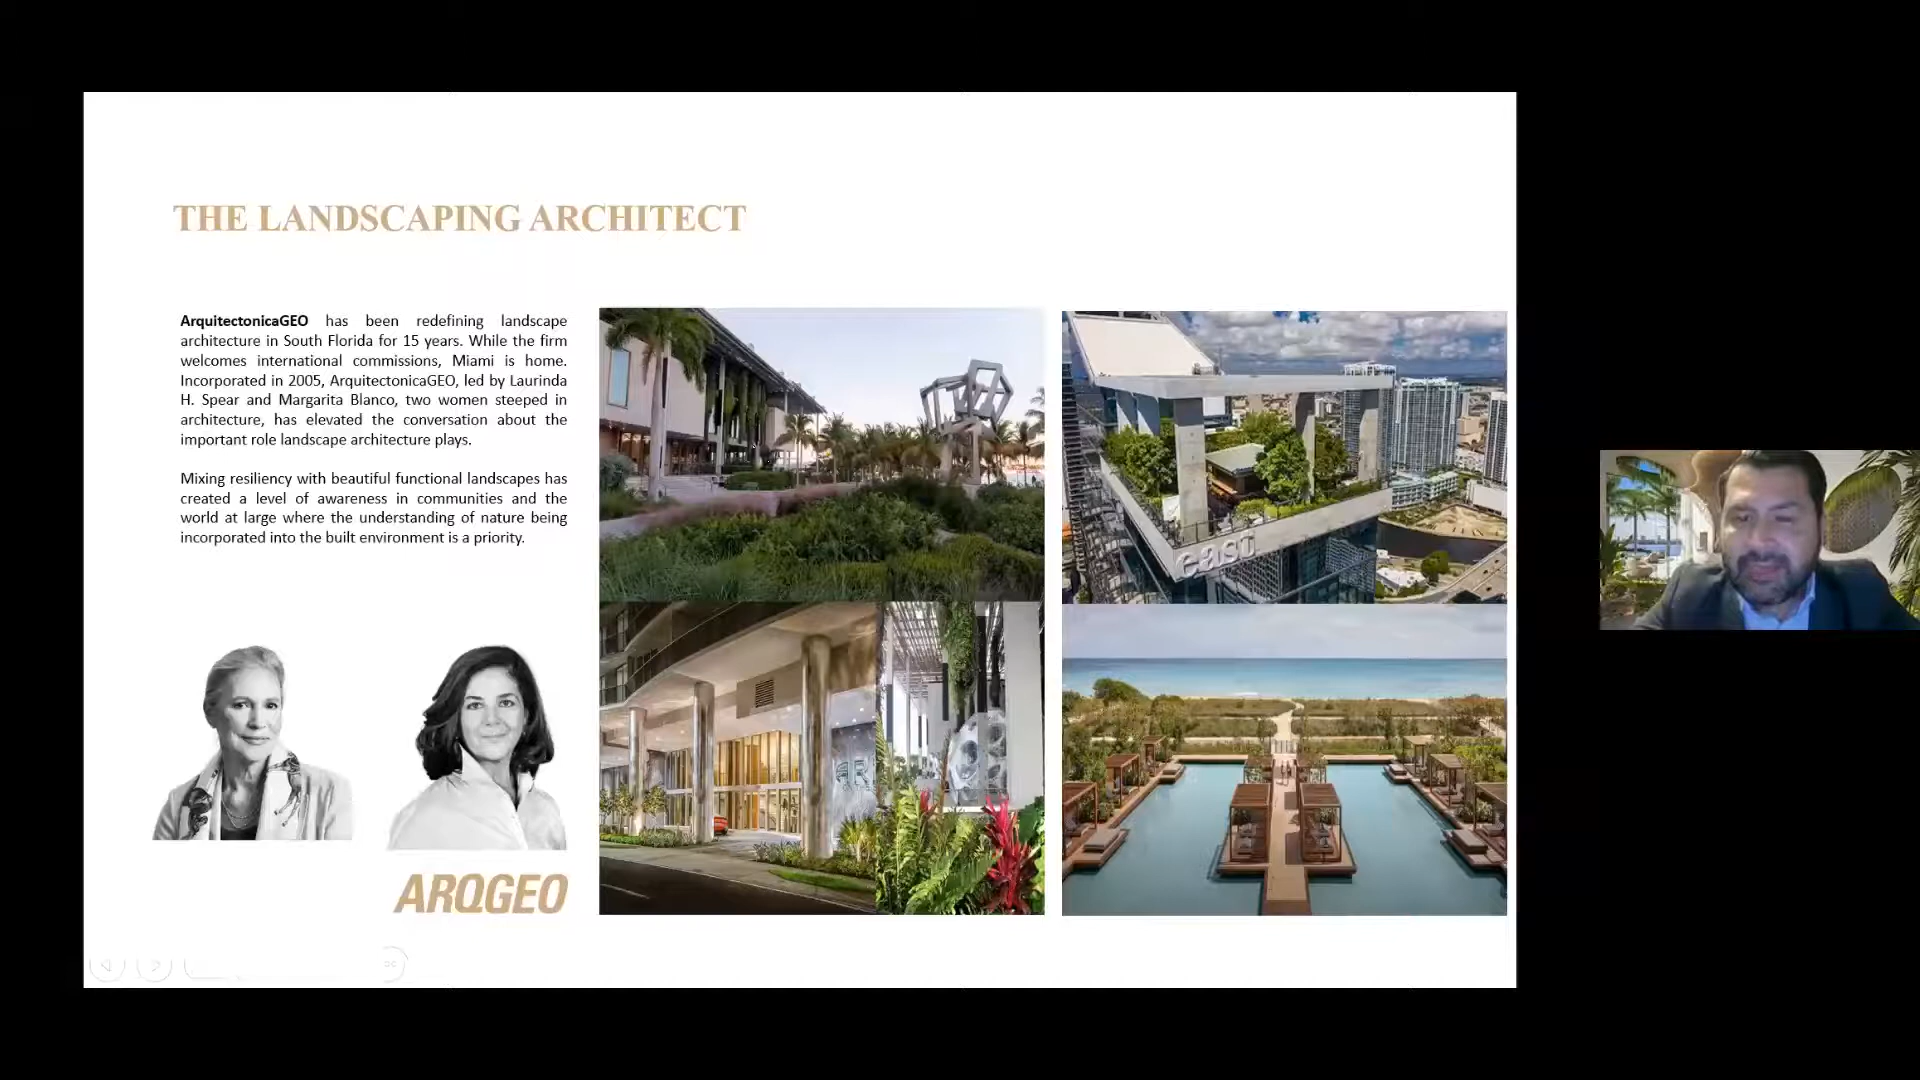 THE LANDSCAPING ARCHITECT
ArquitectonicaGEO has been redefining landscape
architecture in South Florida for 15 years. While the firm
welcomes international commissions, Miami is home.
Incorporated in 2005, ArquitectonicaGEO, led by Laurinda
H. Spear and Margarita Blanco, two women steeped in
architecture, has elevated the conversation about the
important role landscape architecture plays.
Mixing resiliency with beautiful functional landscapes has
created a level of awareness in communities and the
world at large where the understanding of nature being
incorporated into the built environment is a priority.
east
ARQGEO